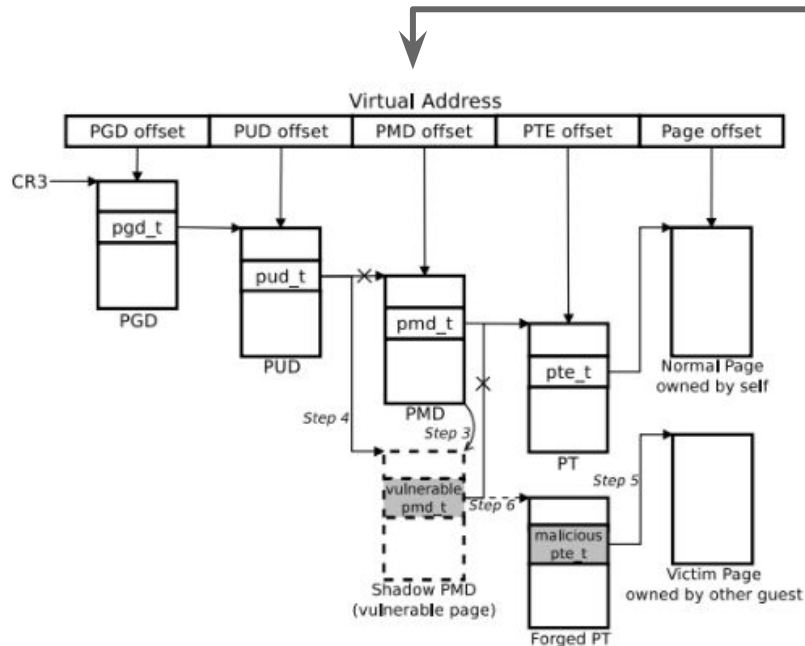 Virtual Address
PGD offset PUD offset PMD offset PTE offset Page offset
CR3
pgd_t
PGD
pud_t
PUD
pmd_t
PMD
pte_t
PT
Normal Page
owned by self
Step 4
Step 3
vulnerable
pmd_t
Step 6
Shadow PMD
(vulnerable page)
malicious
pte_t
Forged PT
Step 5
Victim Page
owned by other guest